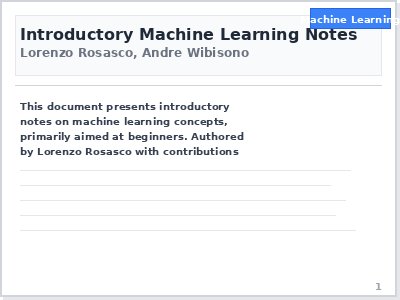 Machine Learning
Introductory Machine Learning Notes
Lorenzo Rosasco, Andre Wibisono
This document presents introductory
notes on machine learning concepts,
primarily aimed at beginners. Authored
by Lorenzo Rosasco with contributions
1